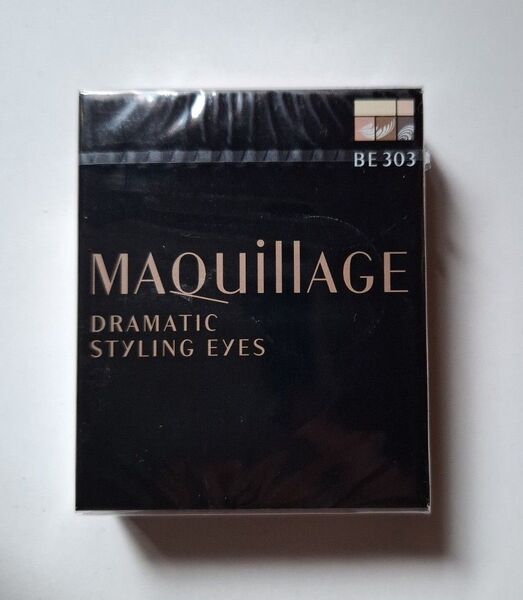 BE 303
MAQuillAGE
DRAMATIC
STYLING EYES